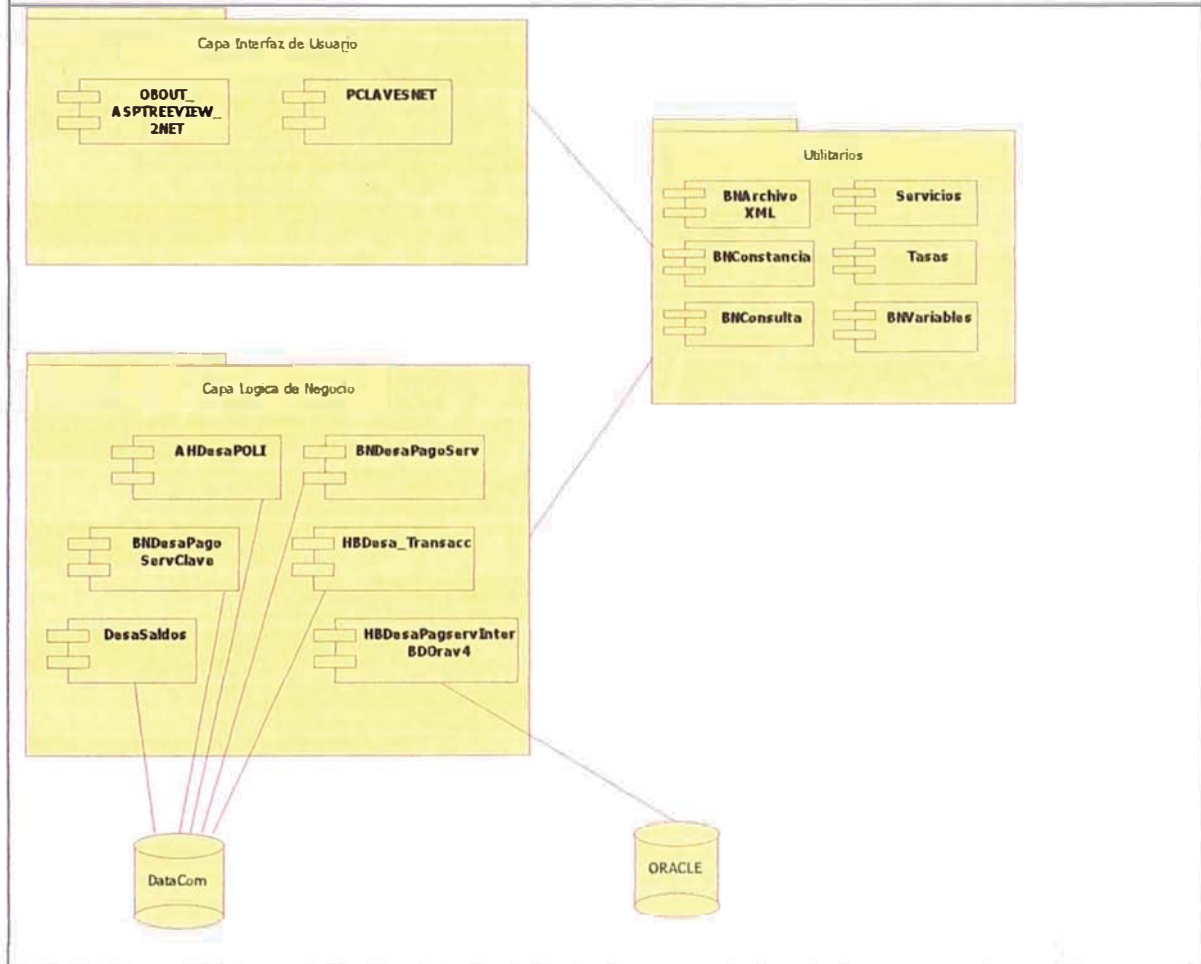 Capa Interfaz de Usuario
OBOUT_
ASPTREEVIEW_
2NET
PCLAVESNET
Utilitarios
BNArchivo
XML
Servicios
BNConstancia
Tasas
BNConsulta
BNVariables
Capa Logica de Negocio
AHDesaPOLI
BNDesaPagoServ
BNDesaPago
ServClave
HBDesa_Transacc
DesaSaldos
HBDesaPagservInter
BDOrav4
DataCom
ORACLE